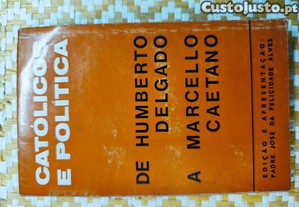 CustoJusto.pt
CATÓLICOS
E POLÍTICA
DE HUMBERTO
DELGADO
A MARCELLO
CAETANO
EDIÇÃO E APRESENTAÇÃO:
PADRE JOSÉ DA FELICIDADE ALVES